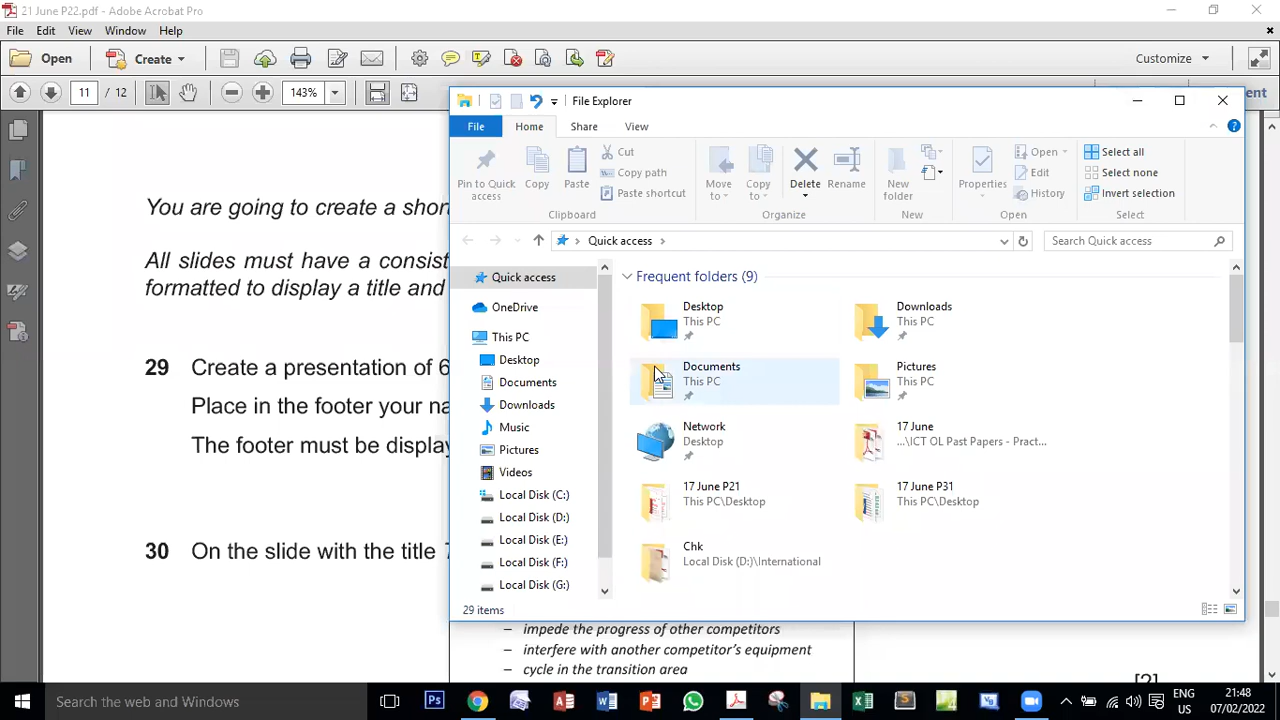 21 June P22.pdf - Adobe Acrobat Pro
File Edit View Window Help
Open Create Customize
11 / 12 143%
File Explorer
File Home Share View
Pin to Quick access
Copy
Paste
Cut
Copy path
Paste shortcut
Clipboard
Move to
Copy to
Delete
Rename
Organize
New folder
New
Properties
Open
Edit
History
Open
Select all
Select none
Invert selection
Select
Quick access
Search Quick access
Quick access
OneDrive
This PC
Desktop
Documents
Downloads
Music
Pictures
Videos
Local Disk (C:)
Local Disk (D:)
Local Disk (E:)
Local Disk (F:)
Local Disk (G:)
Frequent folders (9)
Desktop
This PC
Downloads
This PC
Documents
This PC
Pictures
This PC
Network
Desktop
17 June
...\ICT OL Past Papers - Pract...
17 June P21
This PC\Desktop
17 June P31
This PC\Desktop
Chk
Local Disk (D:)\International
29 items
You are going to create a short
All slides must have a consist
formatted to display a title and
29 Create a presentation of 6
Place in the footer your na
The footer must be display
30 On the slide with the title
– impede the progress of other competitors
– interfere with another competitor's equipment
– cycle in the transition area
[2]
Search the web and Windows
ENG
US
21:48
07/02/2022